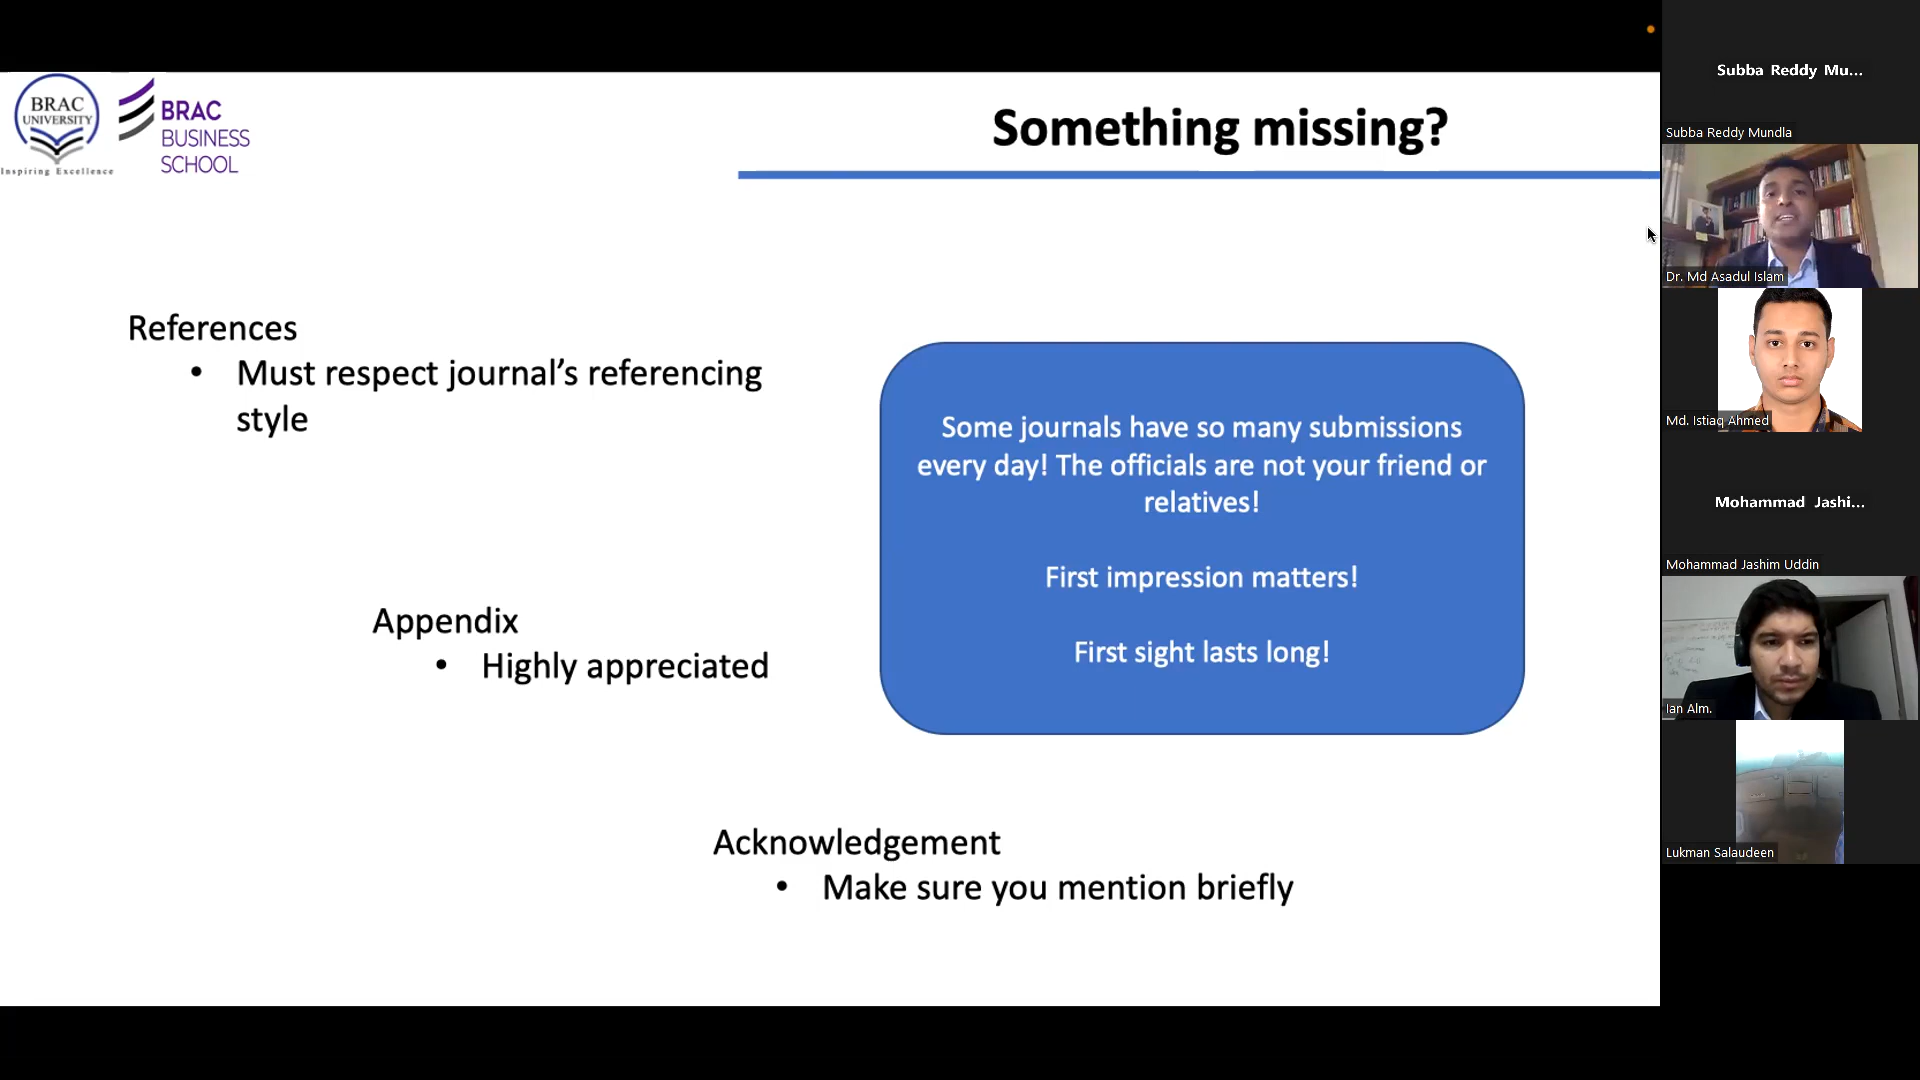 BRAC
UNIVERSITY
Inspiring Excellence
BRAC
BUSINESS
SCHOOL
Something missing?
References
• Must respect journal’s referencing
style
Appendix
• Highly appreciated
Acknowledgement
• Make sure you mention briefly
Some journals have so many submissions
every day! The officials are not your friend or
relatives!
First impression matters!
First sight lasts long!
Subba Reddy Mu...
Subba Reddy Mundla
Dr. Md Asadul Islam
Md. Istiaq Ahmed
Mohammad Jashi...
Mohammad Jashim Uddin
Ian Alm.
Lukman Salaudeen